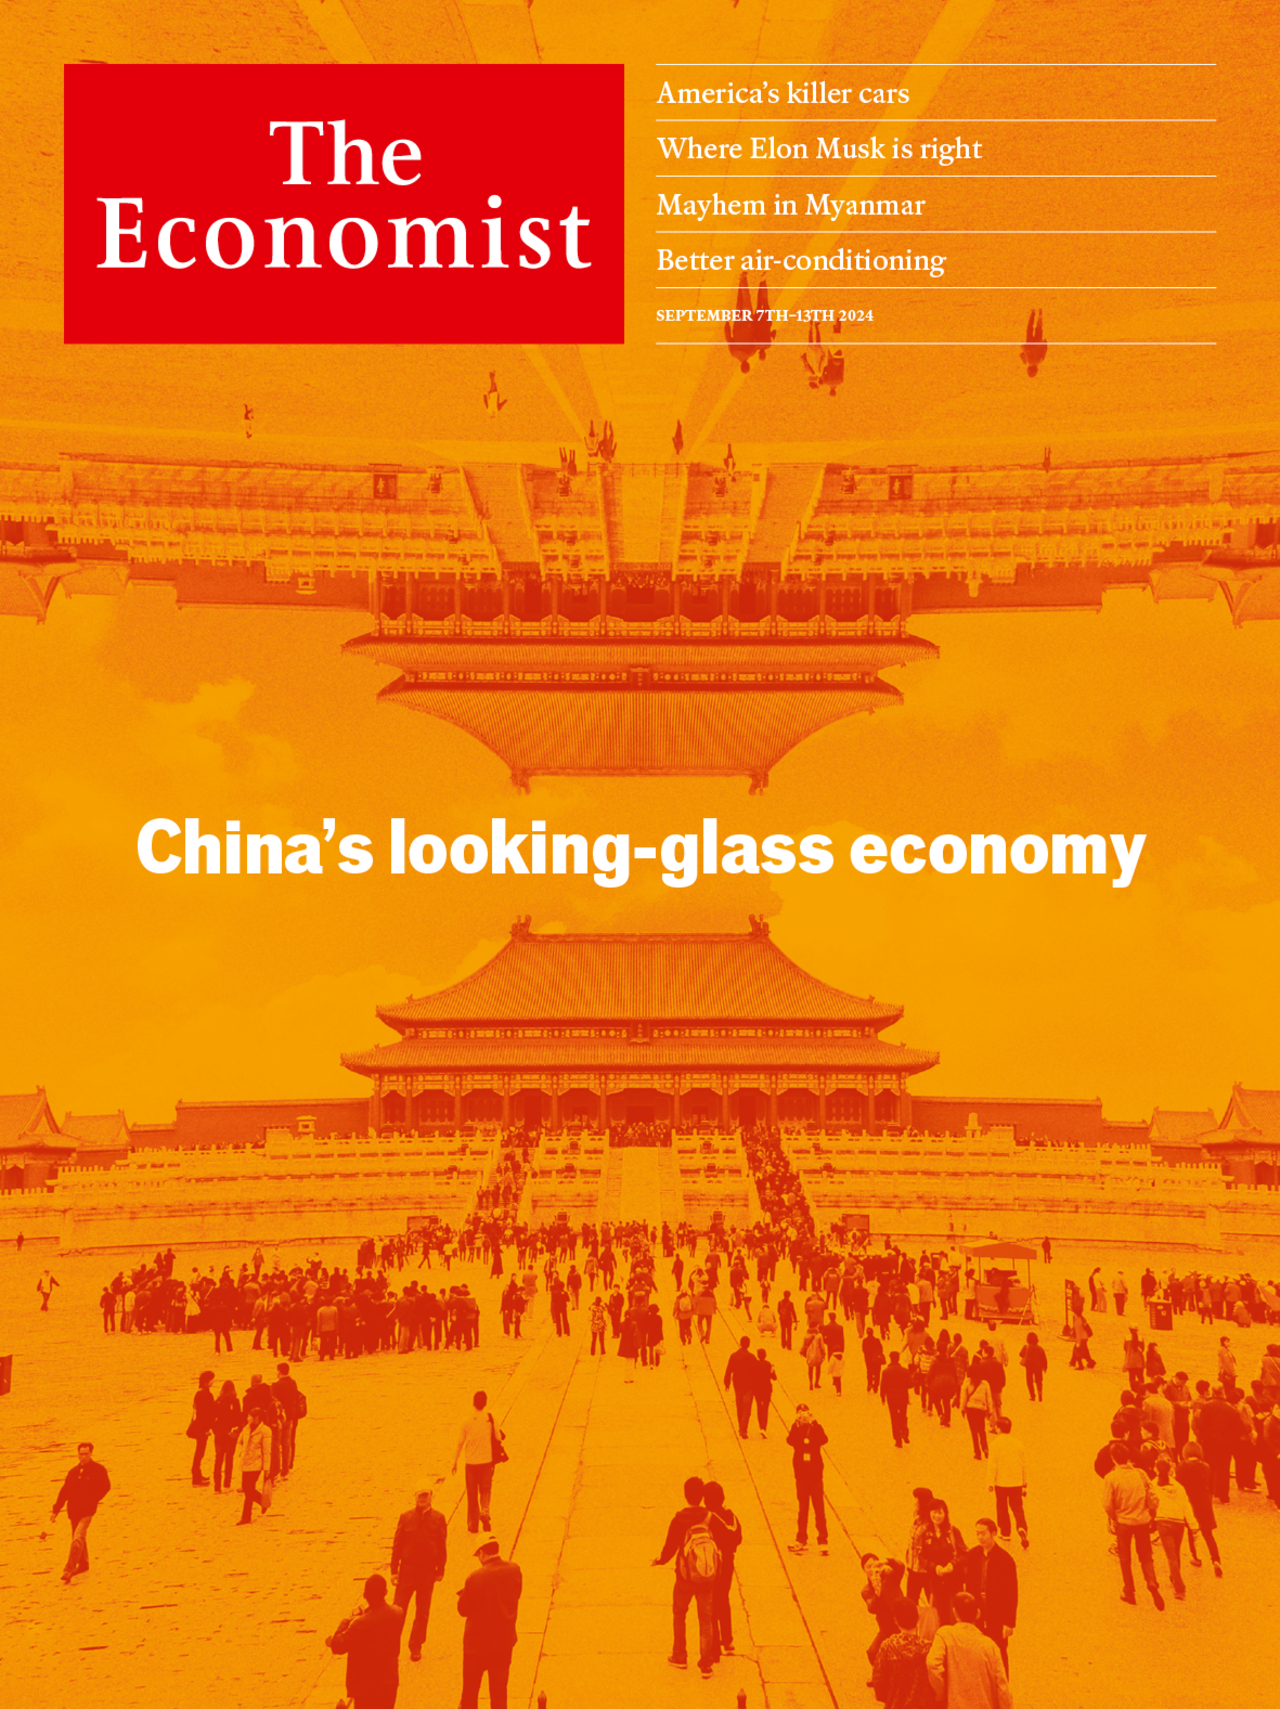 The
Economist
America’s killer cars
Where Elon Musk is right
Mayhem in Myanmar
Better air-conditioning
SEPTEMBER 7TH–13TH 2024
China’s looking-glass economy